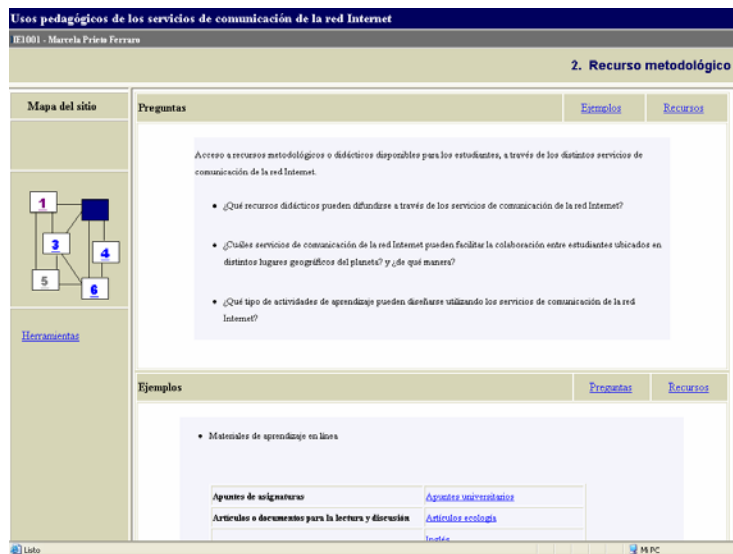 Usos pedagógicos de los servicios de comunicación de la red Internet
IE1001 - Marcela Prieto Ferraro
2. Recurso metodológico
Mapa del sitio
Preguntas
Ejemplos
Recursos
Acceso a recursos metodológicos o didácticos disponibles para los estudiantes, a través de los distintos servicios de
comunicación de la red Internet.
• ¿Qué recursos didácticos pueden difundirse a través de los servicios de comunicación de la red Internet?
• ¿Cuáles servicios de comunicación de la red Internet pueden facilitar la colaboración entre estudiantes ubicados en
distintos lugares geográficos del planeta? y ¿de qué manera?
• ¿Qué tipo de actividades de aprendizaje pueden diseñarse utilizando los servicios de comunicación de la red
Internet?
1
3
4
5
6
Herramientas
Ejemplos
Preguntas
Recursos
• Materiales de aprendizaje en línea
Apuntes de asignaturas
Apuntes universitarios
Artículos o documentos para la lectura y discusión
Artículos ecología
Inglés
Listo
Mi PC